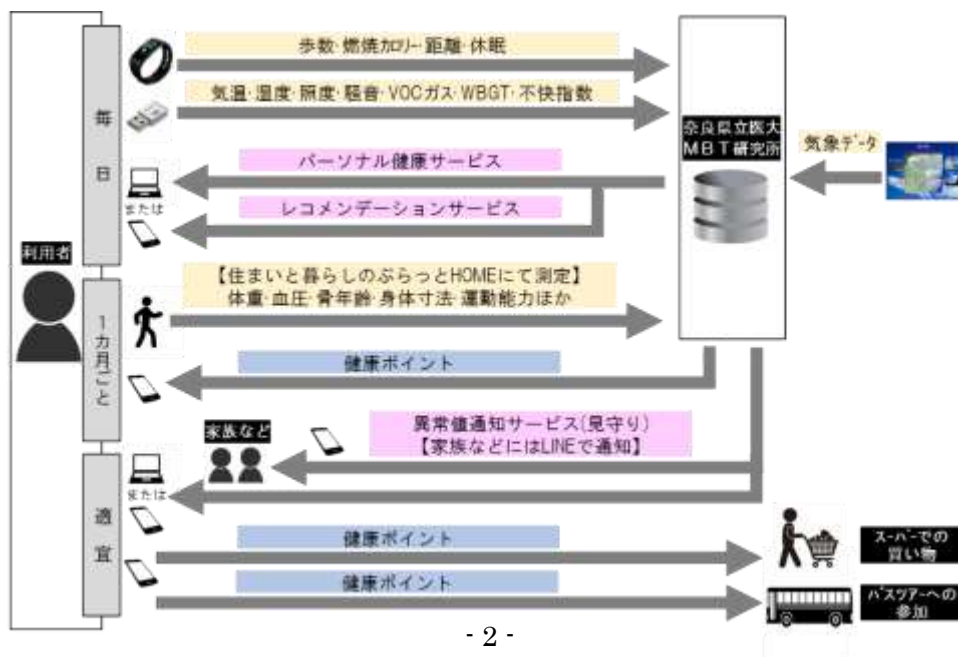 毎日
歩数・燃焼カロリー・距離・休眠
気温・湿度・照度・騒音・VOCガス・WBGT・不快指数
パーソナル健康サービス
または
レコメンデーションサービス
奈良県立医大
MBT研究所
気象データ
利用者
1カ月ごと
【住まいと暮らしのぷらっとHOMEにて測定】
体重・血圧・骨年齢・身体寸法・運動能力ほか
健康ポイント
適宜
家族など
異常値通知サービス(見守り)
【家族などにはLINEで通知】
または
健康ポイント
スーパーでの
買い物
健康ポイント
バスツアーへの
参加
- 2 -